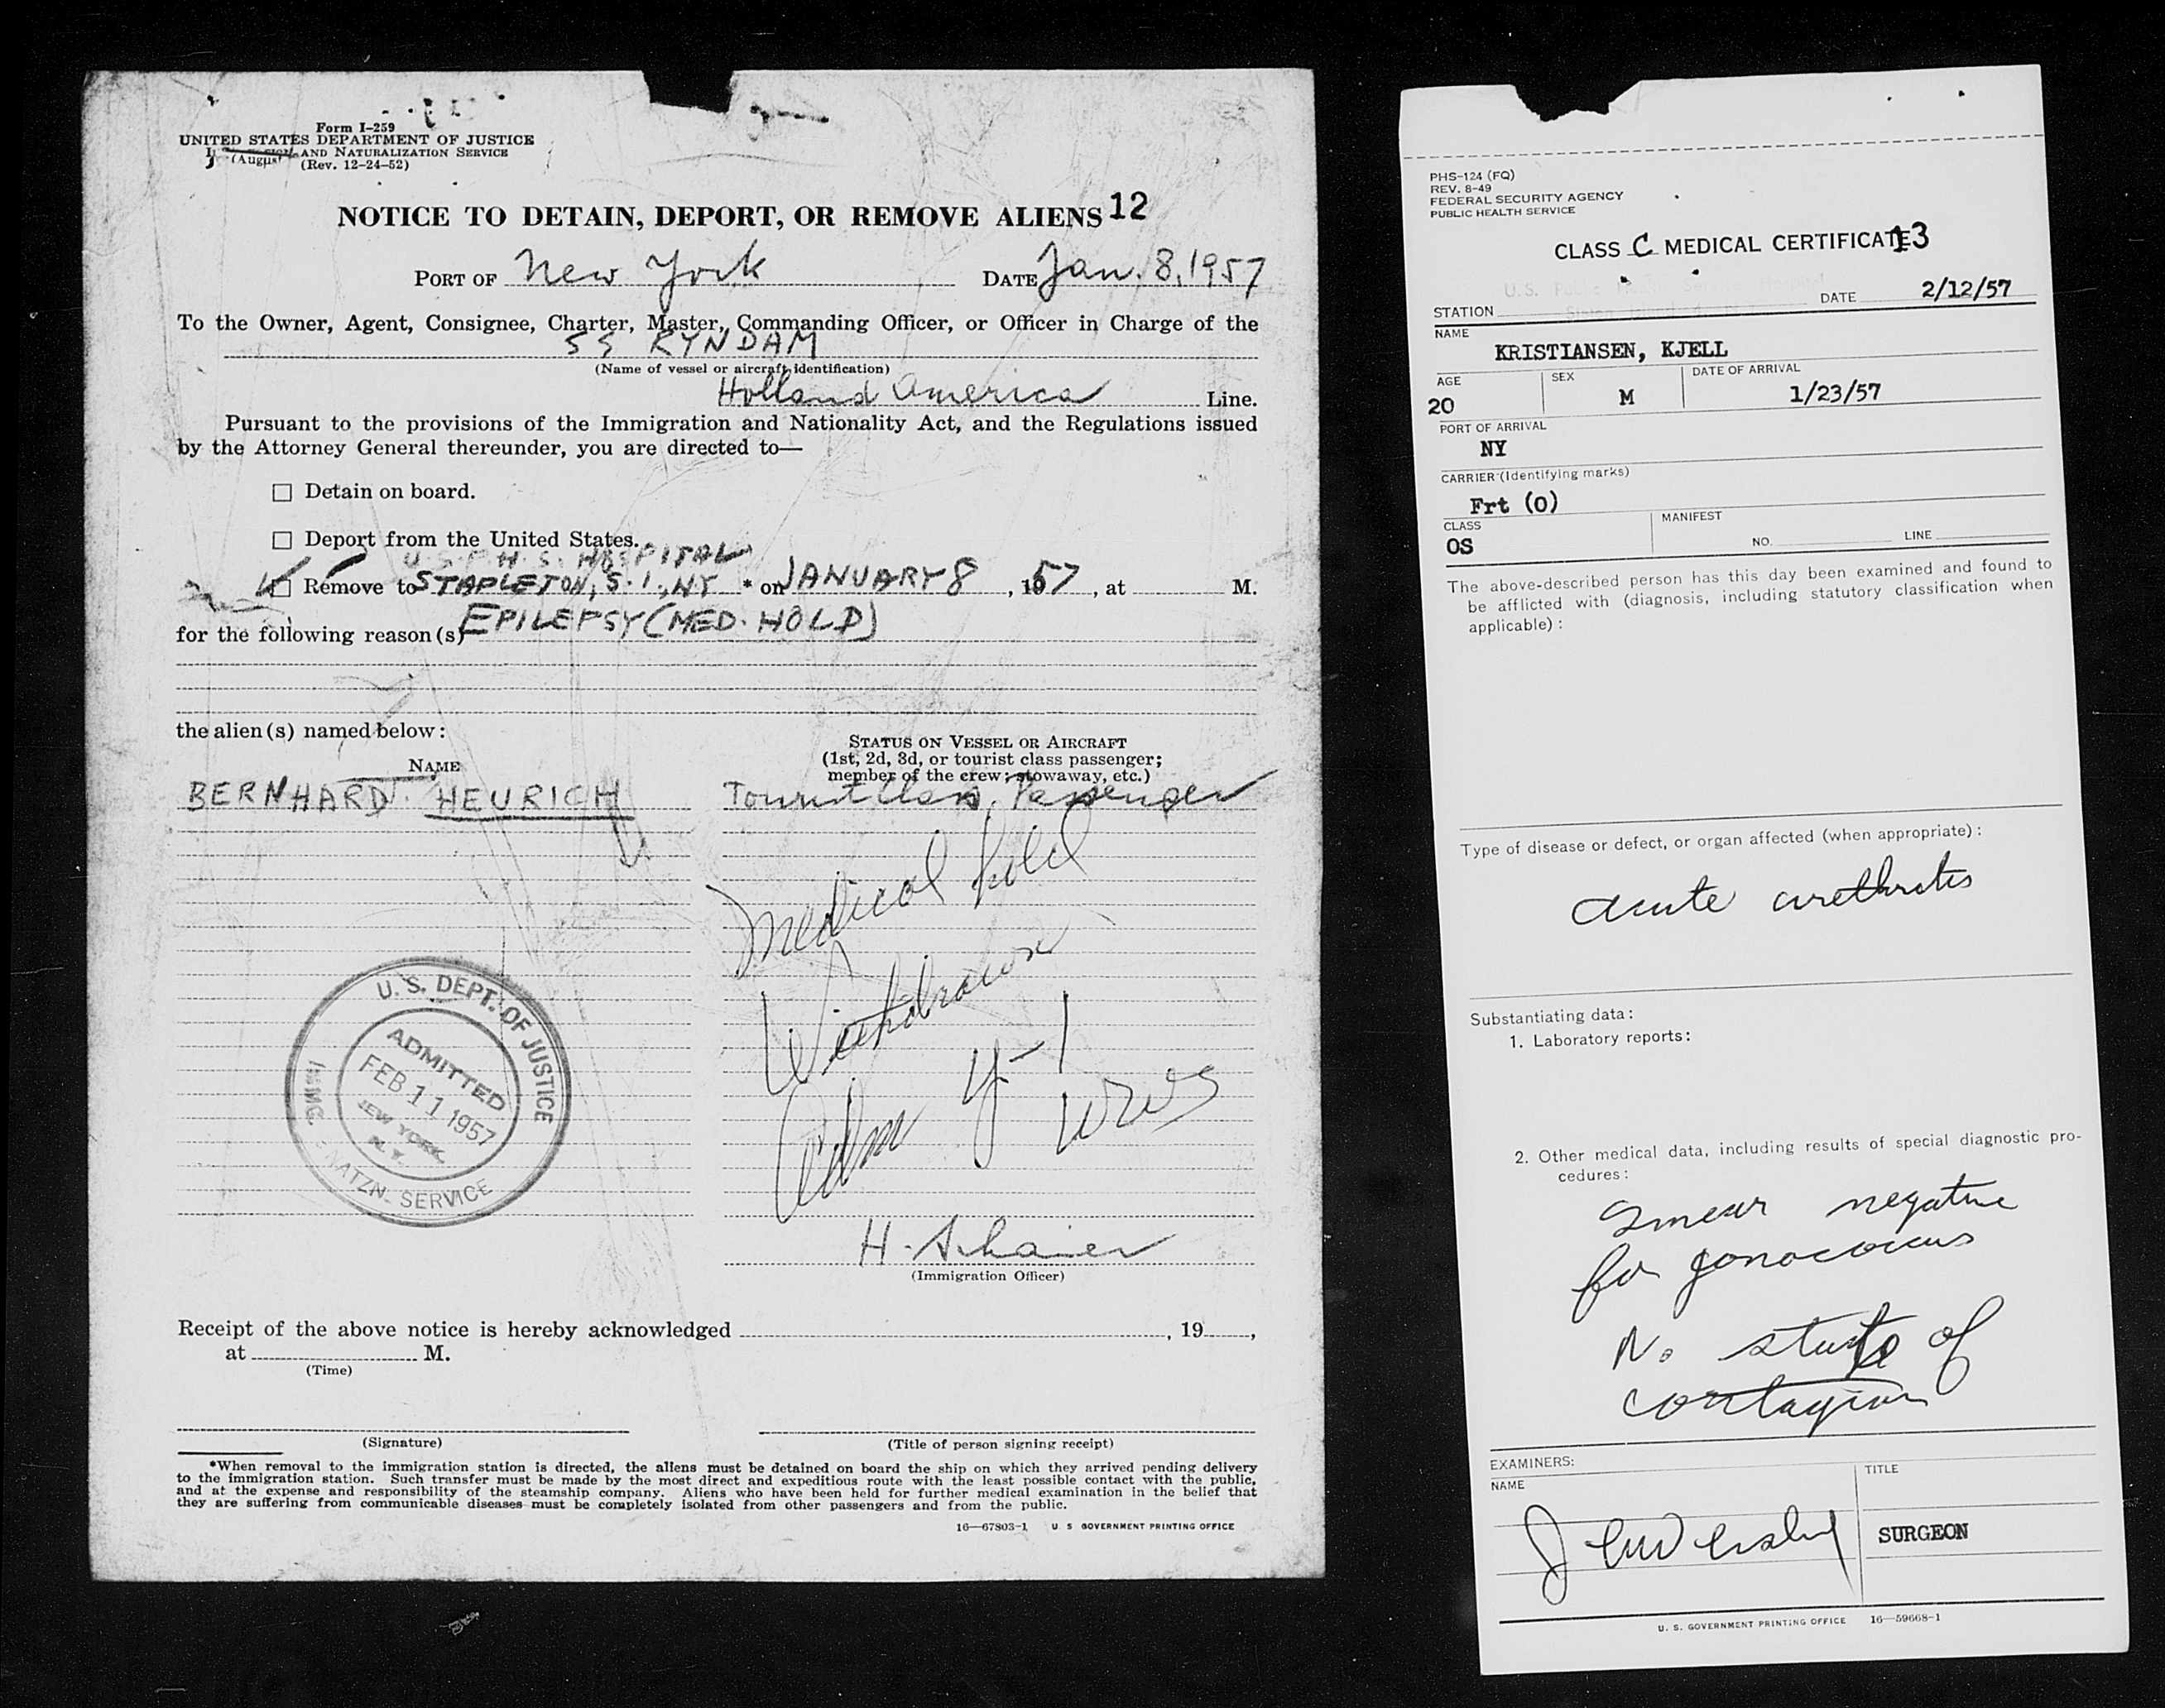 Form I-259
UNITED STATES DEPARTMENT OF JUSTICE
AND NATURALIZATION SERVICE
(Rev. 12-24-52)
NOTICE TO DETAIN, DEPORT, OR REMOVE ALIENS 12
PORT OF New York DATE Jan. 8, 1957
To the Owner, Agent, Consignee, Charter, Master, Commanding Officer, or Officer in Charge of the
SS RYNDAM
(Name of vessel or aircraft identification)
Holland America Line.
Pursuant to the provisions of the Immigration and Nationality Act, and the Regulations issued
by the Attorney General thereunder, you are directed to—
☐ Detain on board.
☐ Deport from the United States.
U.S.P.H.S. HOSPITAL
Remove to STAPLETON, S.I., NY * on JANUARY 8, 1957, at M.
for the following reason(s) EPILEPSY (MED. HOLD)
the alien(s) named below:
STATUS ON VESSEL OR AIRCRAFT
(1st, 2d, 3d, or tourist class passenger;
member of the crew; stowaway, etc.)
NAME
BERNHARD HEURICH Tourist Class Passenger
Medical hold
Withdrawn
Adm
U.S. DEPT. OF JUSTICE
ADMITTED
FEB 11 1957
NEW YORK
N.Y.
IMMG. NATZN. SERVICE
H. Schaier
(Immigration Officer)
Receipt of the above notice is hereby acknowledged , 19 ,
at M.
(Time)
(Signature) (Title of person signing receipt)
*When removal to the immigration station is directed, the aliens must be detained on board the ship on which they arrived pending delivery
to the immigration station. Such transfer must be made by the most direct and expeditious route with the least possible contact with the public,
and at the expense and responsibility of the steamship company. Aliens who have been held for further medical examination in the belief that
they are suffering from communicable diseases must be completely isolated from other passengers and from the public.
16—67803-1 U. S. GOVERNMENT PRINTING OFFICE
PHS-124 (FQ)
REV. 8-49
FEDERAL SECURITY AGENCY
PUBLIC HEALTH SERVICE
CLASS C MEDICAL CERTIFICATE 13
STATION DATE 2/12/57
NAME
KRISTIANSEN, KJELL
AGE SEX DATE OF ARRIVAL
20 M 1/23/57
PORT OF ARRIVAL
NY
CARRIER (Identifying marks)
Frt (O)
CLASS MANIFEST
OS NO. LINE
The above-described person has this day been examined and found to
be afflicted with (diagnosis, including statutory classification when
applicable):
Type of disease or defect, or organ affected (when appropriate):
Acute urethritis
Substantiating data:
1. Laboratory reports:
2. Other medical data, including results of special diagnostic pro-
cedures:
Smear negative
for gonococcus
No state of
contagion
EXAMINERS:
NAME TITLE
SURGEON
U. S. GOVERNMENT PRINTING OFFICE 16—59668-1